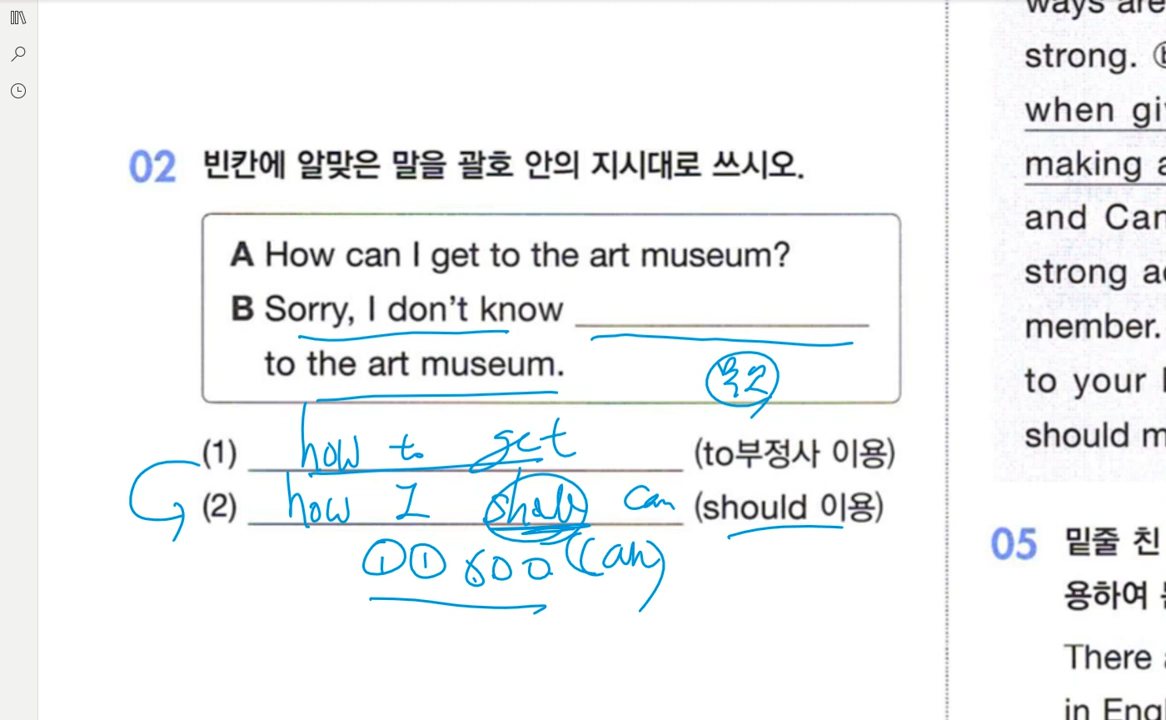 02 빈칸에 알맞은 말을 괄호 안의 지시대로 쓰시오.
A How can I get to the art museum?
B Sorry, I don't know
to the art museum.
(1) how to get (to부정사 이용)
(2) how I can (should 이용)
(can)
ways are
strong.
when
making
and
strong
member.
to your
should
05 밑줄 친
용하여
There
in